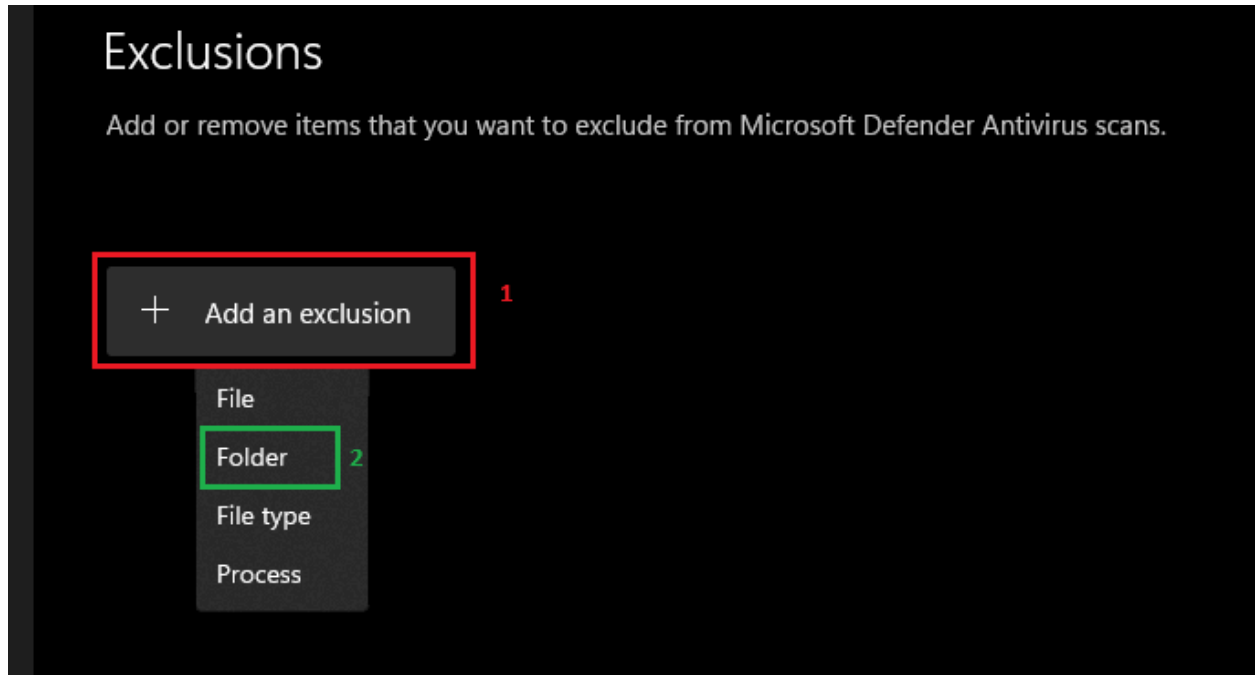 Exclusions
Add or remove items that you want to exclude from Microsoft Defender Antivirus scans.
+ Add an exclusion 1
File
Folder 2
File type
Process